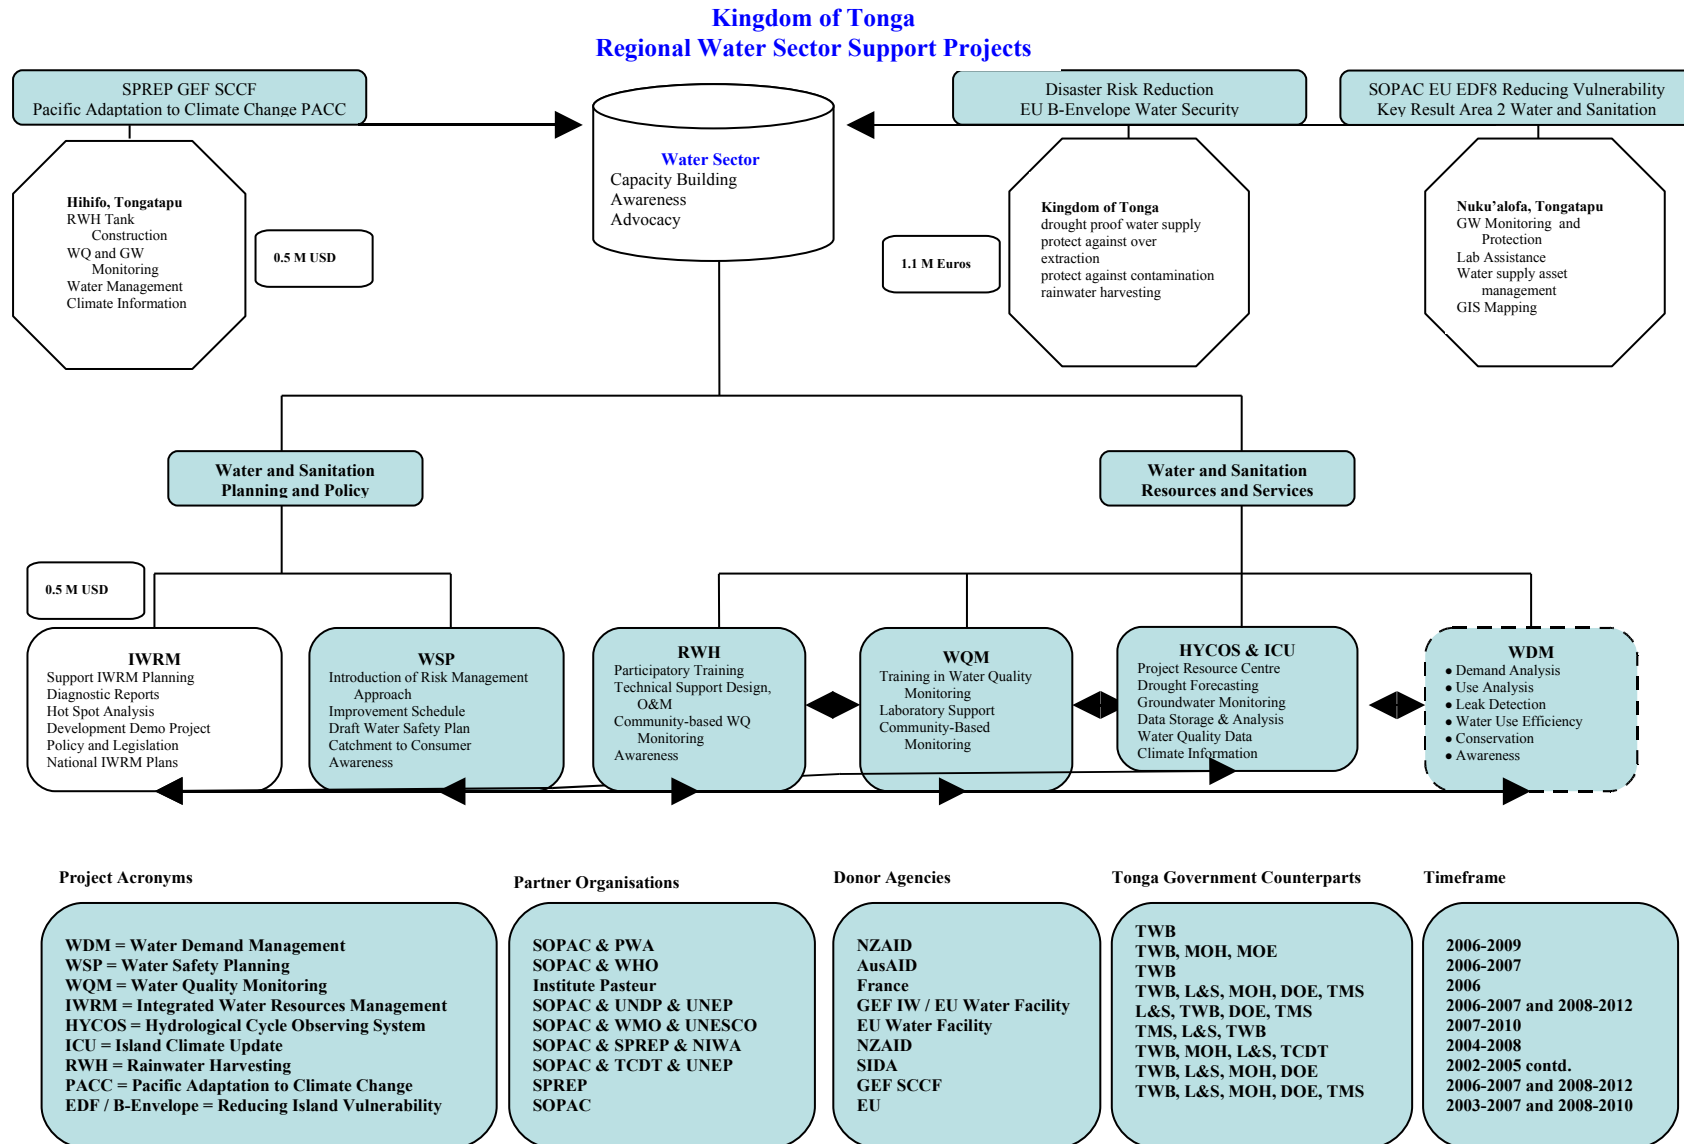 Kingdom of Tonga
Regional Water Sector Support Projects
SPREP GEF SCCF
Pacific Adaptation to Climate Change PACC
Disaster Risk Reduction
EU B-Envelope Water Security
SOPAC EU EDF8 Reducing Vulnerability
Key Result Area 2 Water and Sanitation
Hihifo, Tongatapu
RWH Tank
Construction
WQ and GW
Monitoring
Water Management
Climate Information
0.5 M USD
Water Sector
Capacity Building
Awareness
Advocacy
1.1 M Euros
Kingdom of Tonga
drought proof water supply
protect against over
extraction
protect against contamination
rainwater harvesting
Nuku'alofa, Tongatapu
GW Monitoring and
Protection
Lab Assistance
Water supply asset
management
GIS Mapping
Water and Sanitation
Planning and Policy
Water and Sanitation
Resources and Services
0.5 M USD
IWRM
Support IWRM Planning
Diagnostic Reports
Hot Spot Analysis
Development Demo Project
Policy and Legislation
National IWRM Plans
WSP
Introduction of Risk Management
Approach
Improvement Schedule
Draft Water Safety Plan
Catchment to Consumer
Awareness
RWH
Participatory Training
Technical Support Design,
O&M
Community-based WQ
Monitoring
Awareness
WQM
Training in Water Quality
Monitoring
Laboratory Support
Community-Based
Monitoring
HYCOS & ICU
Project Resource Centre
Drought Forecasting
Groundwater Monitoring
Data Storage & Analysis
Water Quality Data
Climate Information
WDM
• Demand Analysis
• Use Analysis
• Leak Detection
• Water Use Efficiency
• Conservation
• Awareness
Project Acronyms
WDM = Water Demand Management
WSP = Water Safety Planning
WQM = Water Quality Monitoring
IWRM = Integrated Water Resources Management
HYCOS = Hydrological Cycle Observing System
ICU = Island Climate Update
RWH = Rainwater Harvesting
PACC = Pacific Adaptation to Climate Change
EDF / B-Envelope = Reducing Island Vulnerability
Partner Organisations
SOPAC & PWA
SOPAC & WHO
Institute Pasteur
SOPAC & UNDP & UNEP
SOPAC & WMO & UNESCO
SOPAC & SPREP & NIWA
SOPAC & TCDT & UNEP
SPREP
SOPAC
Donor Agencies
NZAID
AusAID
France
GEF IW / EU Water Facility
EU Water Facility
NZAID
SIDA
GEF SCCF
EU
Tonga Government Counterparts
TWB
TWB, MOH, MOE
TWB
TWB, L&S, MOH, DOE, TMS
L&S, TWB, DOE, TMS
TMS, L&S, TWB
TWB, MOH, L&S, TCDT
TWB, L&S, MOH, DOE
TWB, L&S, MOH, DOE, TMS
Timeframe
2006-2009
2006-2007
2006
2006-2007 and 2008-2012
2007-2010
2004-2008
2002-2005 contd.
2006-2007 and 2008-2012
2003-2007 and 2008-2010